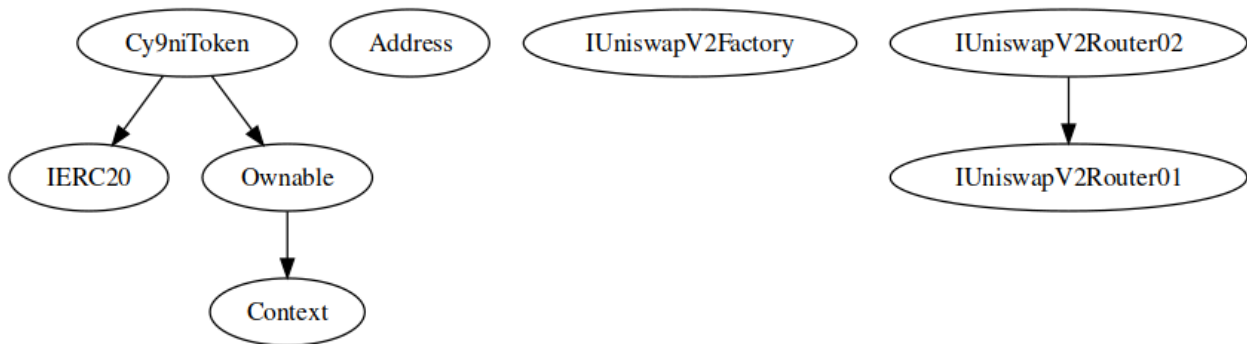 Cy9niToken
Address
IUniswapV2Factory
IUniswapV2Router02
IERC20
Ownable
IUniswapV2Router01
Context